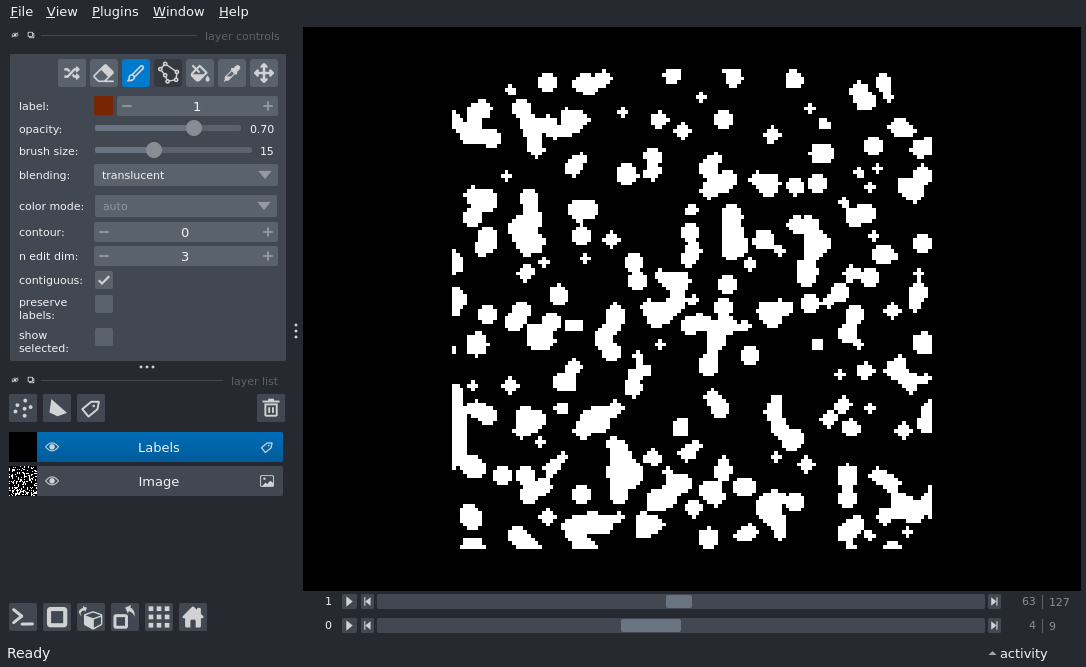 File View Plugins Window Help
layer controls
label: 1
opacity: 0.70
brush size: 15
blending: translucent
color mode: auto
contour: 0
n edit dim: 3
contiguous:
preserve
labels:
show
selected:
layer list
Labels
Image
1 63 127
0 4 9
Ready activity